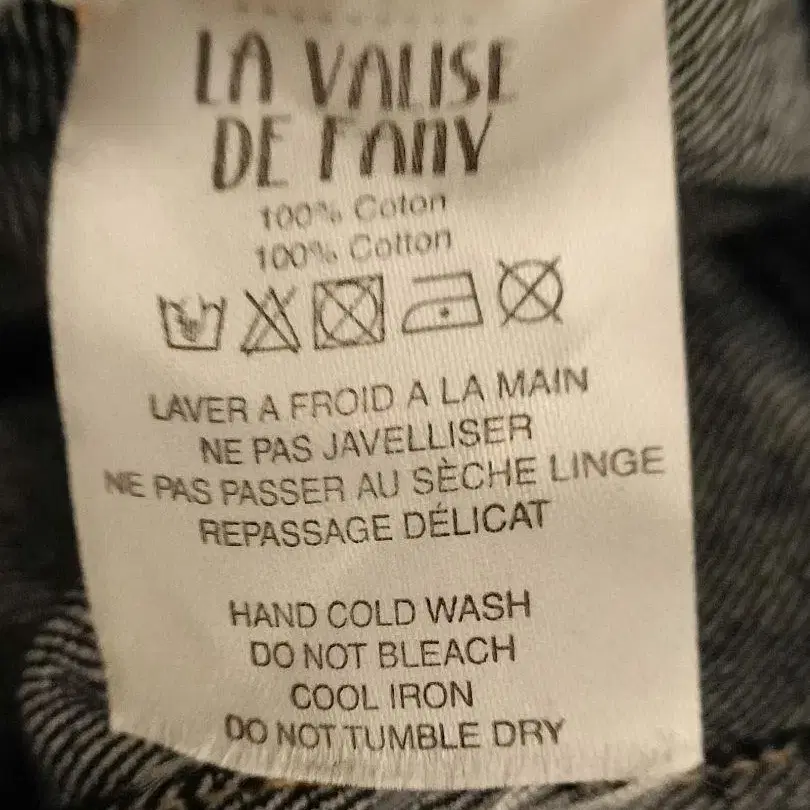 LA VALISE
DE FANY
100% Coton
100% Cotton
LAVER A FROID A LA MAIN
NE PAS JAVELLISER
NE PAS PASSER AU SÈCHE LINGE
REPASSAGE DÉLICAT
HAND COLD WASH
DO NOT BLEACH
COOL IRON
DO NOT TUMBLE DRY